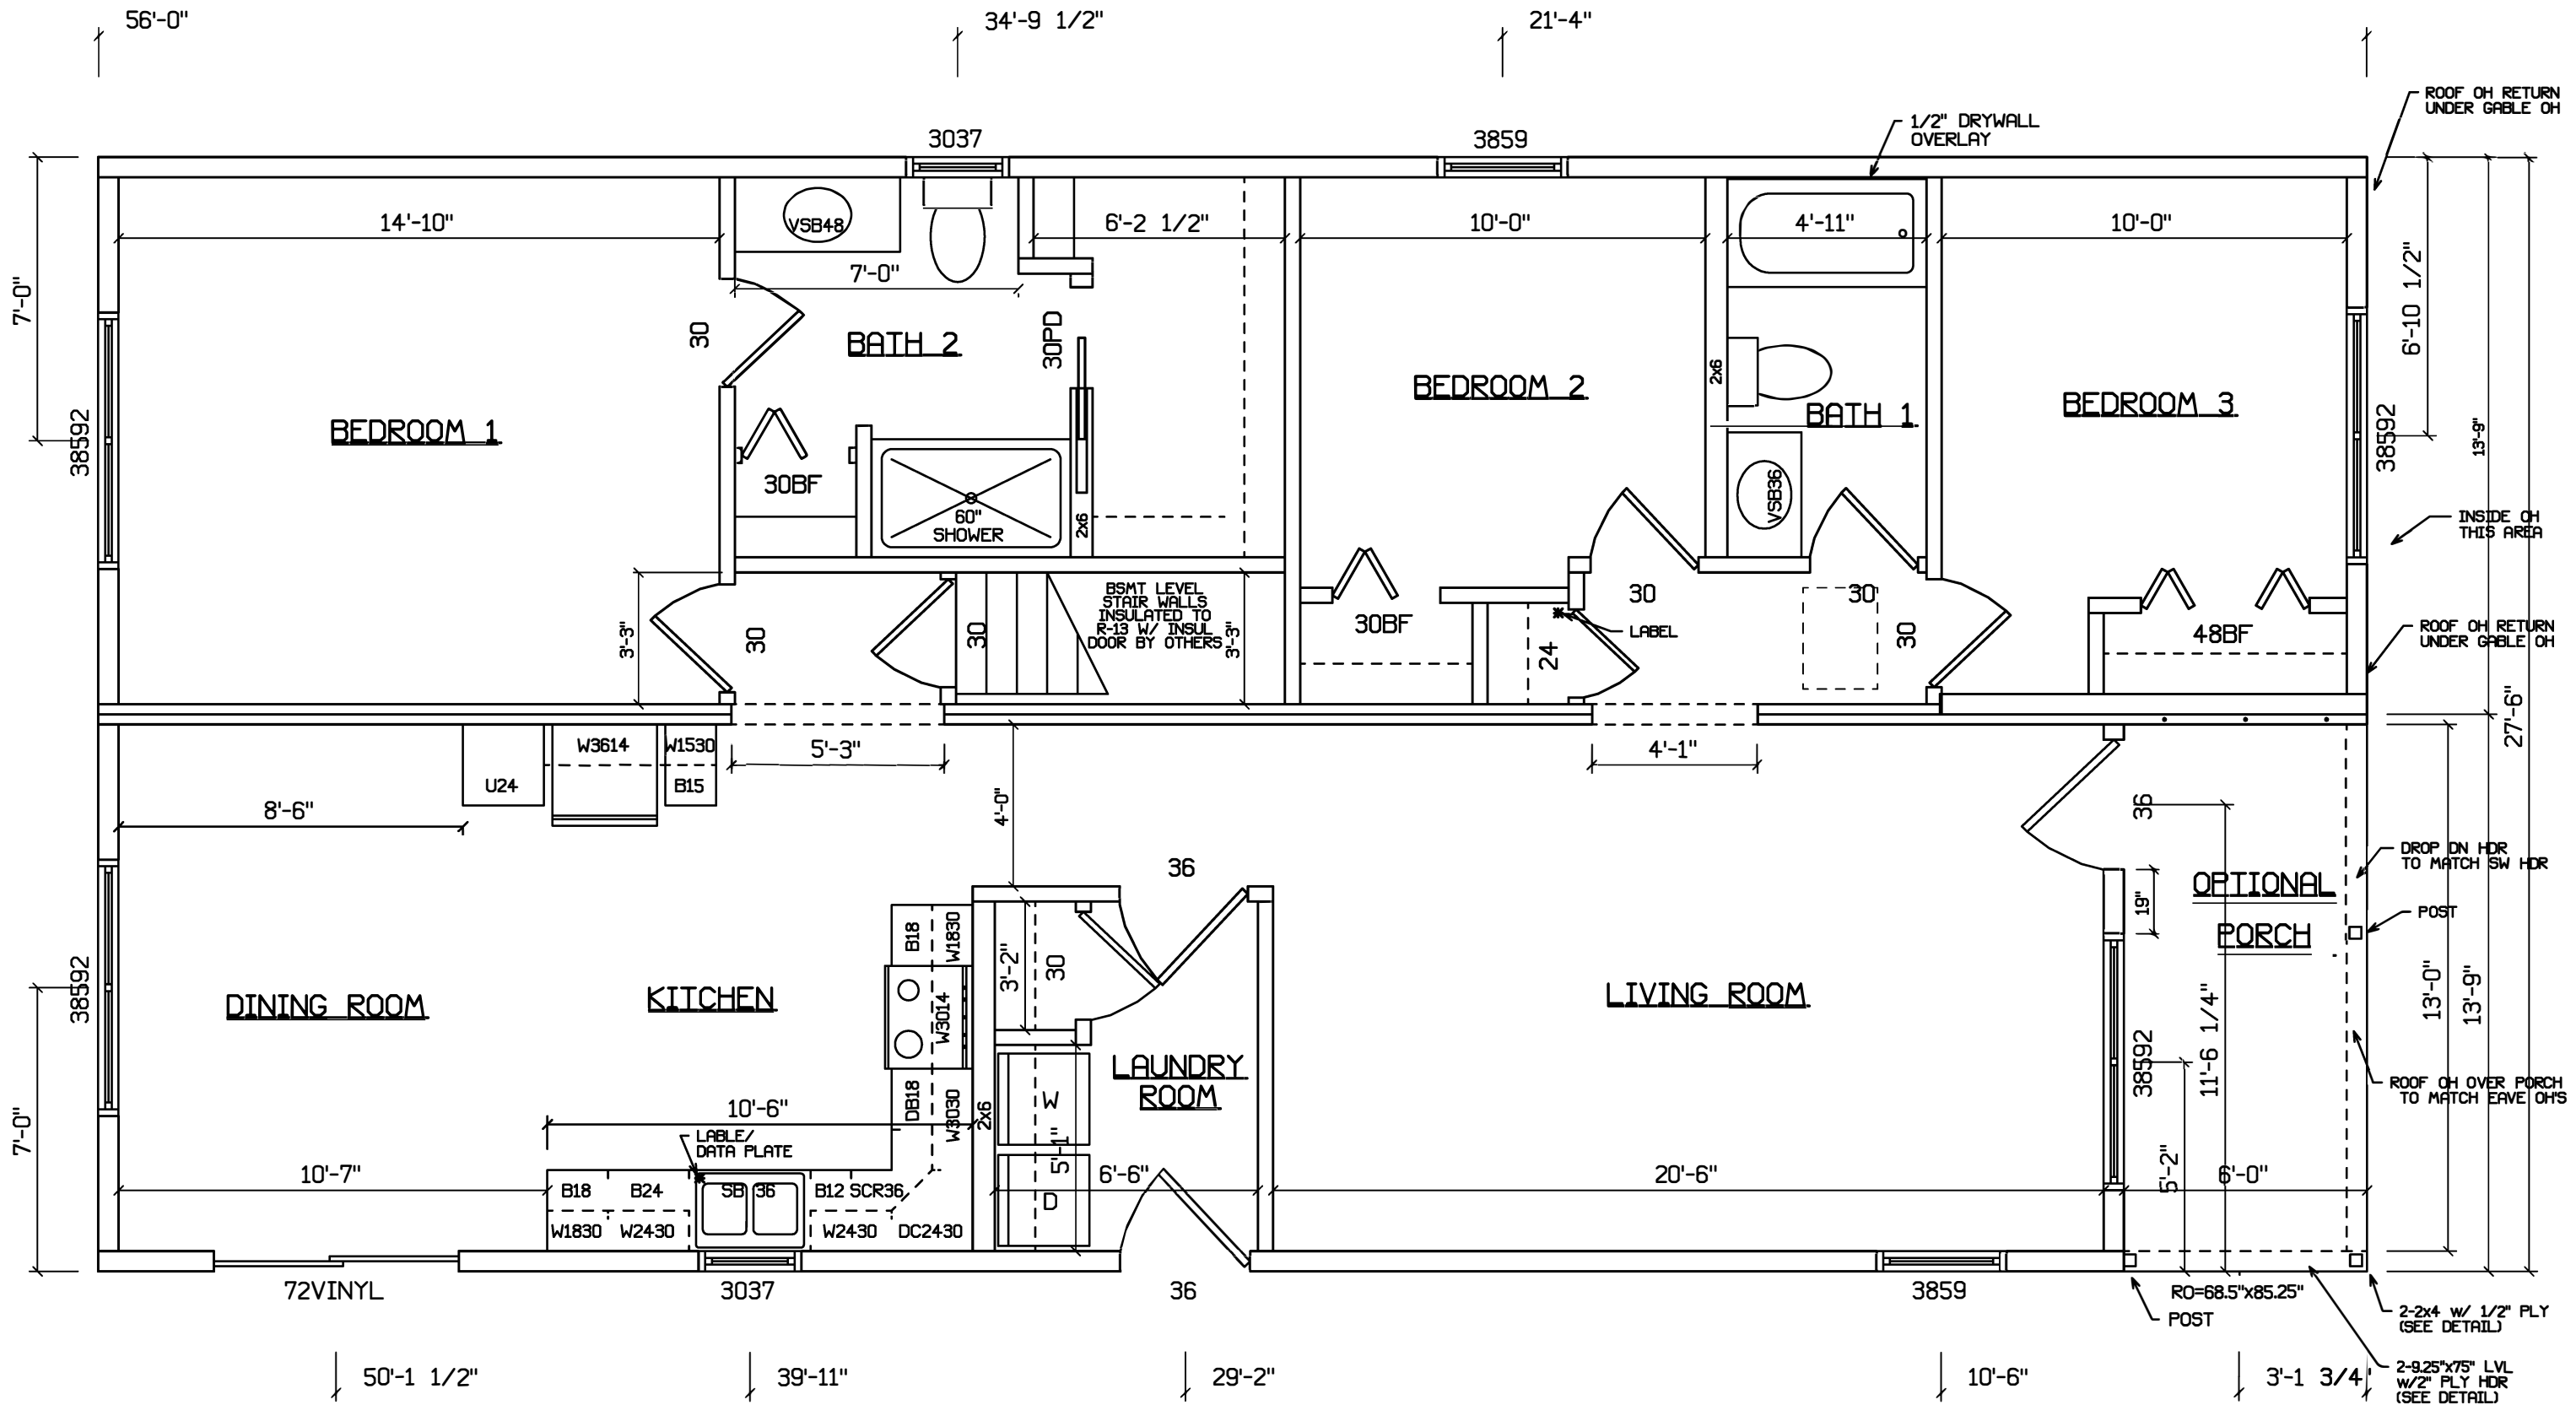 56'-0"
34'-9 1/2"
21'-4"
ROOF OH RETURN
UNDER GABLE OH
3037
3859
1/2" DRYWALL
OVERLAY
14'-10"
VSB48
6'-2 1/2"
10'-0"
4'-11"
10'-0"
7'-0"
7'-0"
6'-10 1/2"
30
BATH 2
30PD
BEDROOM 2
2x6
BATH 1
BEDROOM 3
BEDROOM 1
38592
38592
13'-9"
30BF
60"
SHOWER
2x6
VSB36
INSIDE OH
THIS AREA
3'-3"
30
30
BSMT LEVEL
STAIR WALLS
INSULATED TO
R-13 W/ INSUL
DOOR BY OTHERS
3'-3"
30BF
24
30
LABEL
30
30
48BF
ROOF OH RETURN
UNDER GABLE OH
27'-6"
W3614
W1530
U24
B15
5'-3"
4'-1"
8'-6"
4'-0"
36
36
DROP DN HDR
TO MATCH SW HDR
OPTIONAL
PORCH
19"
POST
B18
W1830
3'-2"
30
38592
DINING ROOM
KITCHEN
W3014
LIVING ROOM
13'-0"
13'-9"
11'-6 1/4"
38592
LAUNDRY
ROOM
ROOF OH OVER PORCH
TO MATCH EAVE OH'S
7'-0"
DB18
W3030
2x6
W
10'-6"
LABLE/
DATA PLATE
5'-1"
10'-7"
6'-6"
20'-6"
5'-2"
6'-0"
B18
B24
SB 36
B12
SCR36
D
W1830
W2430
W2430
DC2430
72VINYL
3037
36
3859
RO=68.5"x85.25"
POST
2-2x4 W/ 1/2" PLY
(SEE DETAIL)
50'-1 1/2"
39'-11"
29'-2"
10'-6"
3'-1 3/4'
2-9.25"x75" LVL
W/2" PLY HDR
(SEE DETAIL)